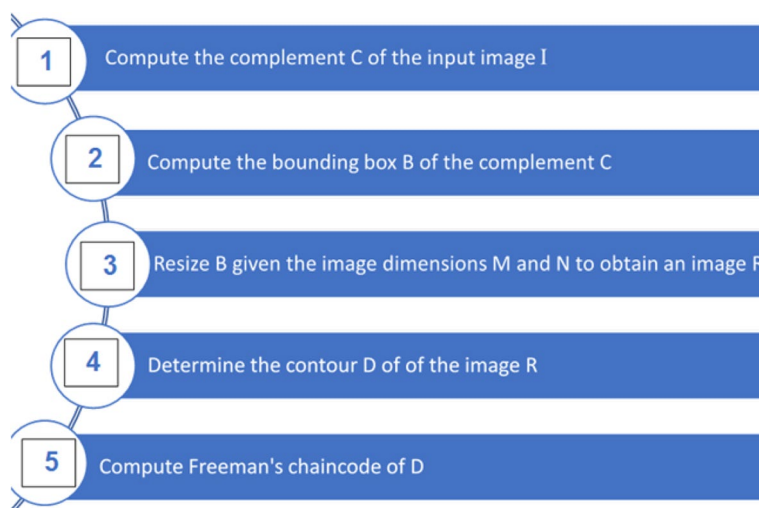 1
Compute the complement C of the input image I
2
Compute the bounding box B of the complement C
3
Resize B given the image dimensions M and N to obtain an image R
4
Determine the contour D of of the image R
5
Compute Freeman's chaincode of D